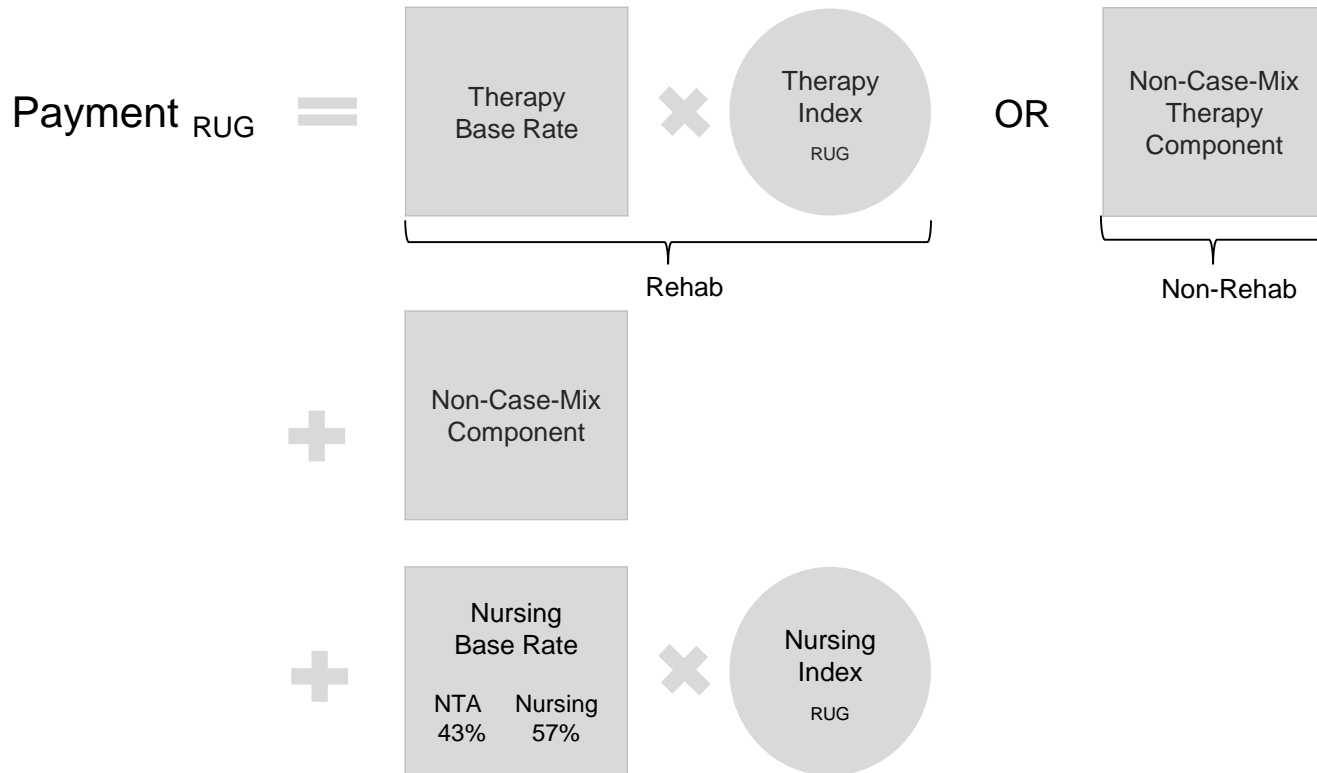 Payment RUG
Therapy
Base Rate
Therapy
Index
RUG
OR
Non-Case-Mix
Therapy
Component
Rehab
Non-Rehab
Non-Case-Mix
Component
Nursing
Base Rate
NTA Nursing
43% 57%
Nursing
Index
RUG